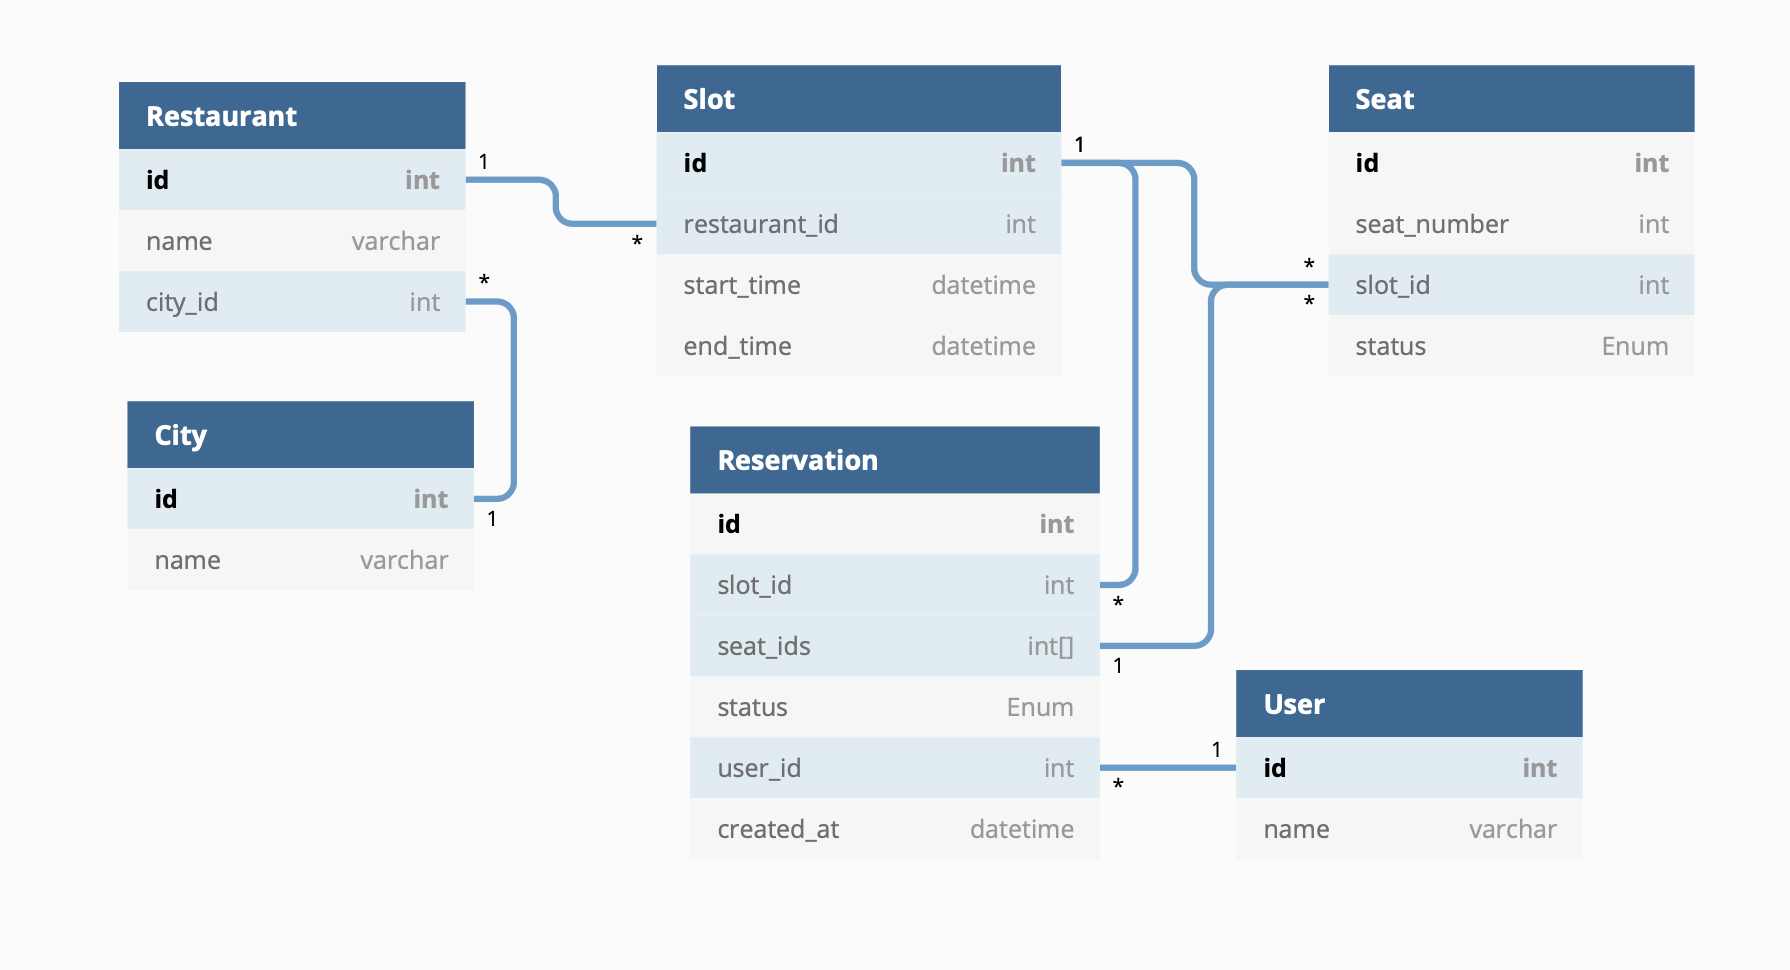 Restaurant
id int
name varchar
city_id int
1
*
*
1
City
id int
name varchar
Slot
id int
restaurant_id int
start_time datetime
end_time datetime
1
*
*
Seat
id int
seat_number int
slot_id int
status Enum
Reservation
id int
slot_id int
seat_ids int[]
status Enum
user_id int
created_at datetime
*
1
1
*
User
id int
name varchar